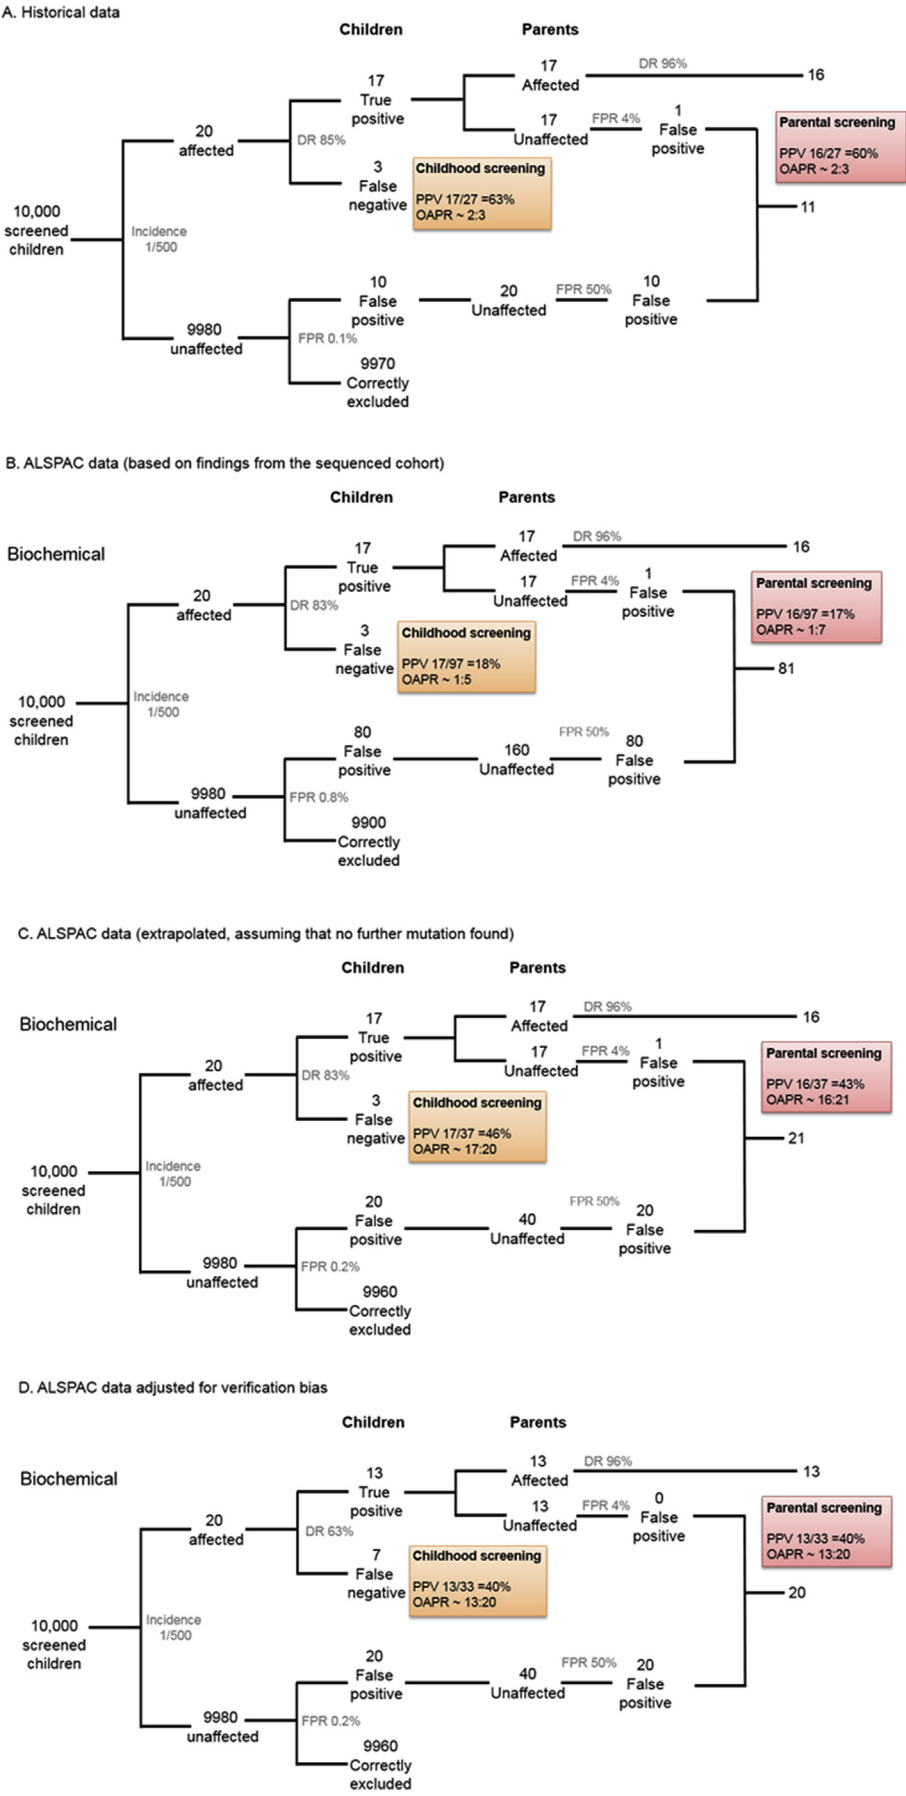 A. Historical data
Children
Parents
17
True
positive
17
Affected
DR 96%
16
20
affected
DR 85%
17
Unaffected
FPR 4%
1
False
positive
Parental screening
PPV 16/27 =60%
OAPR ~ 2:3
3
False
negative
Childhood screening
PPV 17/27 =63%
OAPR ~ 2:3
10,000
screened
children
Incidence
1/500
11
9980
unaffected
FPR 0.1%
10
False
positive
20
Unaffected
FPR 50%
10
False
positive
9970
Correctly
excluded
B. ALSPAC data (based on findings from the sequenced cohort)
Children
Parents
Biochemical
17
True
positive
17
Affected
DR 96%
16
20
affected
DR 83%
17
Unaffected
FPR 4%
1
False
positive
Parental screening
PPV 16/97 =17%
OAPR ~ 1:7
3
False
negative
Childhood screening
PPV 17/97 =18%
OAPR ~ 1:5
10,000
screened
children
Incidence
1/500
81
9980
unaffected
FPR 0.8%
80
False
positive
160
Unaffected
FPR 50%
80
False
positive
9900
Correctly
excluded
C. ALSPAC data (extrapolated, assuming that no further mutation found)
Children
Parents
Biochemical
17
True
positive
17
Affected
DR 96%
16
20
affected
DR 83%
17
Unaffected
FPR 4%
1
False
positive
Parental screening
PPV 16/37 =43%
OAPR ~ 16:21
3
False
negative
Childhood screening
PPV 17/37 =46%
OAPR ~ 17:20
10,000
screened
children
Incidence
1/500
21
9980
unaffected
FPR 0.2%
20
False
positive
40
Unaffected
FPR 50%
20
False
positive
9960
Correctly
excluded
D. ALSPAC data adjusted for verification bias
Children
Parents
Biochemical
13
True
positive
13
Affected
DR 96%
13
20
affected
DR 63%
13
Unaffected
FPR 4%
0
False
positive
Parental screening
PPV 13/33 =40%
OAPR ~ 13:20
7
False
negative
Childhood screening
PPV 13/33 =40%
OAPR ~ 13:20
10,000
screened
children
Incidence
1/500
20
9980
unaffected
FPR 0.2%
20
False
positive
40
Unaffected
FPR 50%
20
False
positive
9960
Correctly
excluded